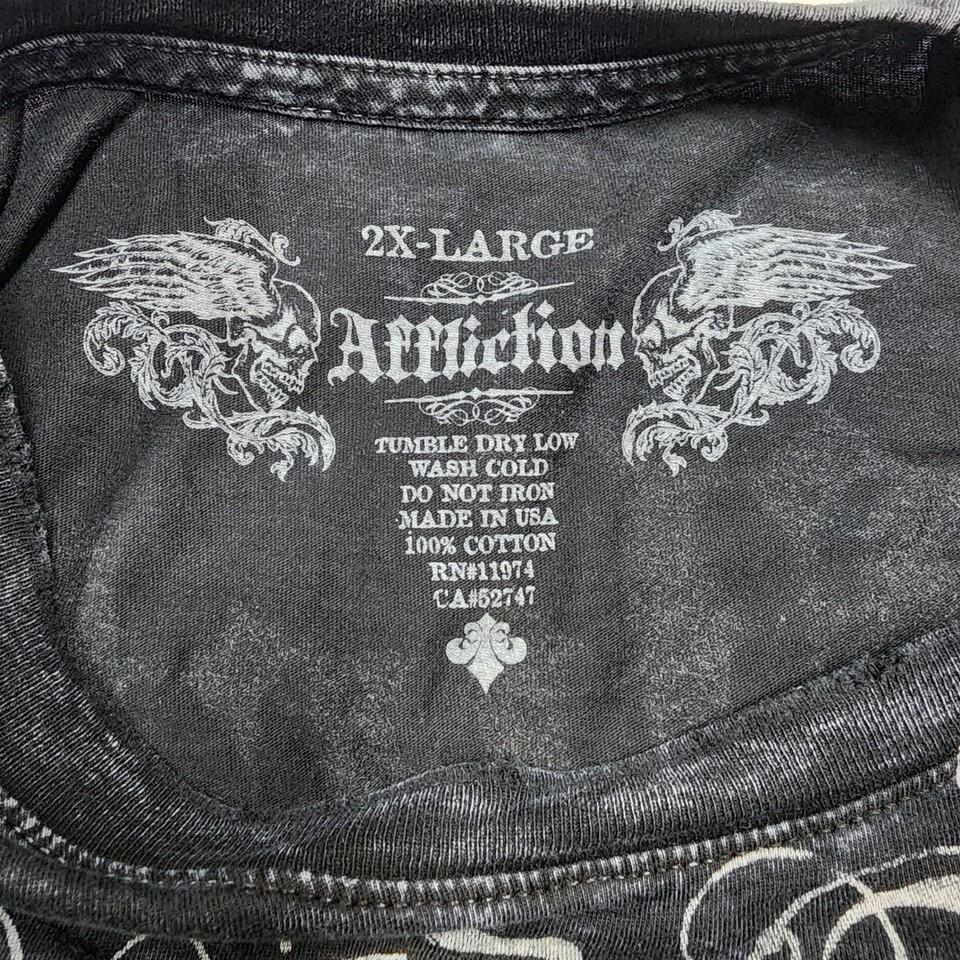 2X-LARGE
Affliction
TUMBLE DRY LOW
WASH COLD
DO NOT IRON
MADE IN USA
100% COTTON
RN#11974
CA#52747